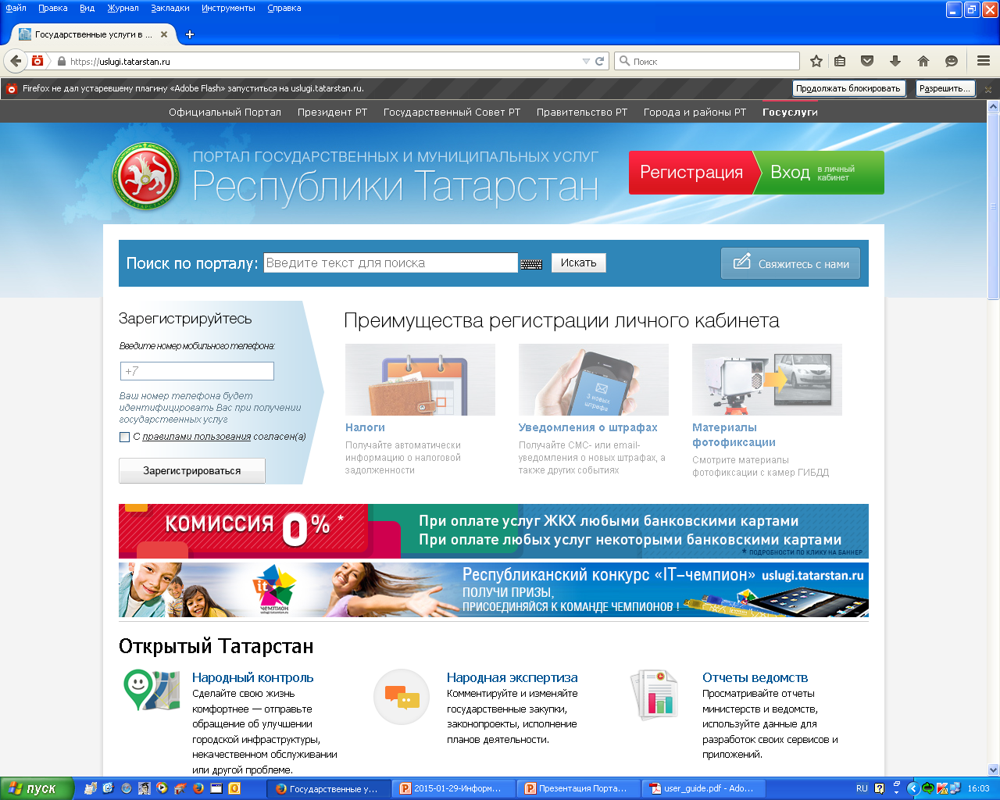 Файл Правка Вид Журнал Закладки Инструменты Справка
Государственные услуги в ...
https://uslugi.tatarstan.ru
Поиск
Firefox не дал устаревшему плагину «Adobe Flash» запуститься на uslugi.tatarstan.ru.
Продолжать блокировать
Разрешить...
Официальный Портал Президент РТ Государственный Совет РТ Правительство РТ Города и районы РТ Госуслуги
ПОРТАЛ ГОСУДАРСТВЕННЫХ И МУНИЦИПАЛЬНЫХ УСЛУГ
Республики Татарстан
Регистрация
Вход
в личный
кабинет
Поиск по порталу:
Введите текст для поиска
Искать
Свяжитесь с нами
Зарегистрируйтесь
Введите номер мобильного телефона:
+7
Ваш номер телефона будет
идентифицировать Вас при получении
государственных услуг
С правилами пользования согласен(а)
Зарегистрироваться
Преимущества регистрации личного кабинета
3 новых
штрафа
Налоги
Получайте автоматически
информацию о налоговой
задолженности
Уведомления о штрафах
Получайте СМС- или email-
уведомления о новых штрафах, а
также других событиях
Материалы
фотофиксации
Смотрите материалы
фотофиксации с камер ГИБДД
КОМИССИЯ 0% *
При оплате услуг ЖКХ любыми банковскими картами
При оплате любых услуг некоторыми банковскими картами
* ПОДРОБНОСТИ ПО КЛИКУ НА БАННЕР
it
чемпион
uslugi.tatarstan.ru
Республиканский конкурс «IT-чемпион» uslugi.tatarstan.ru
ПОЛУЧИ ПРИЗЫ,
ПРИСОЕДИНЯЙСЯ К КОМАНДЕ ЧЕМПИОНОВ !
Открытый Татарстан
Народный контроль
Сделайте свою жизнь
комфортнее — отправьте
обращение об улучшении
городской инфраструктуры,
некачественном обслуживании
или другой проблеме.
Народная экспертиза
Комментируйте и изменяйте
государственные закупки,
законопроекты, исполнение
планов деятельности.
Отчеты ведомств
Просматривайте отчеты
министерств и ведомств,
используйте данные для
разработок своих сервисов и
приложений.
пуск
Государственные у...
2015-01-29-Информ...
Презентация Порта...
user_guide.pdf - Ado...
RU
16:03